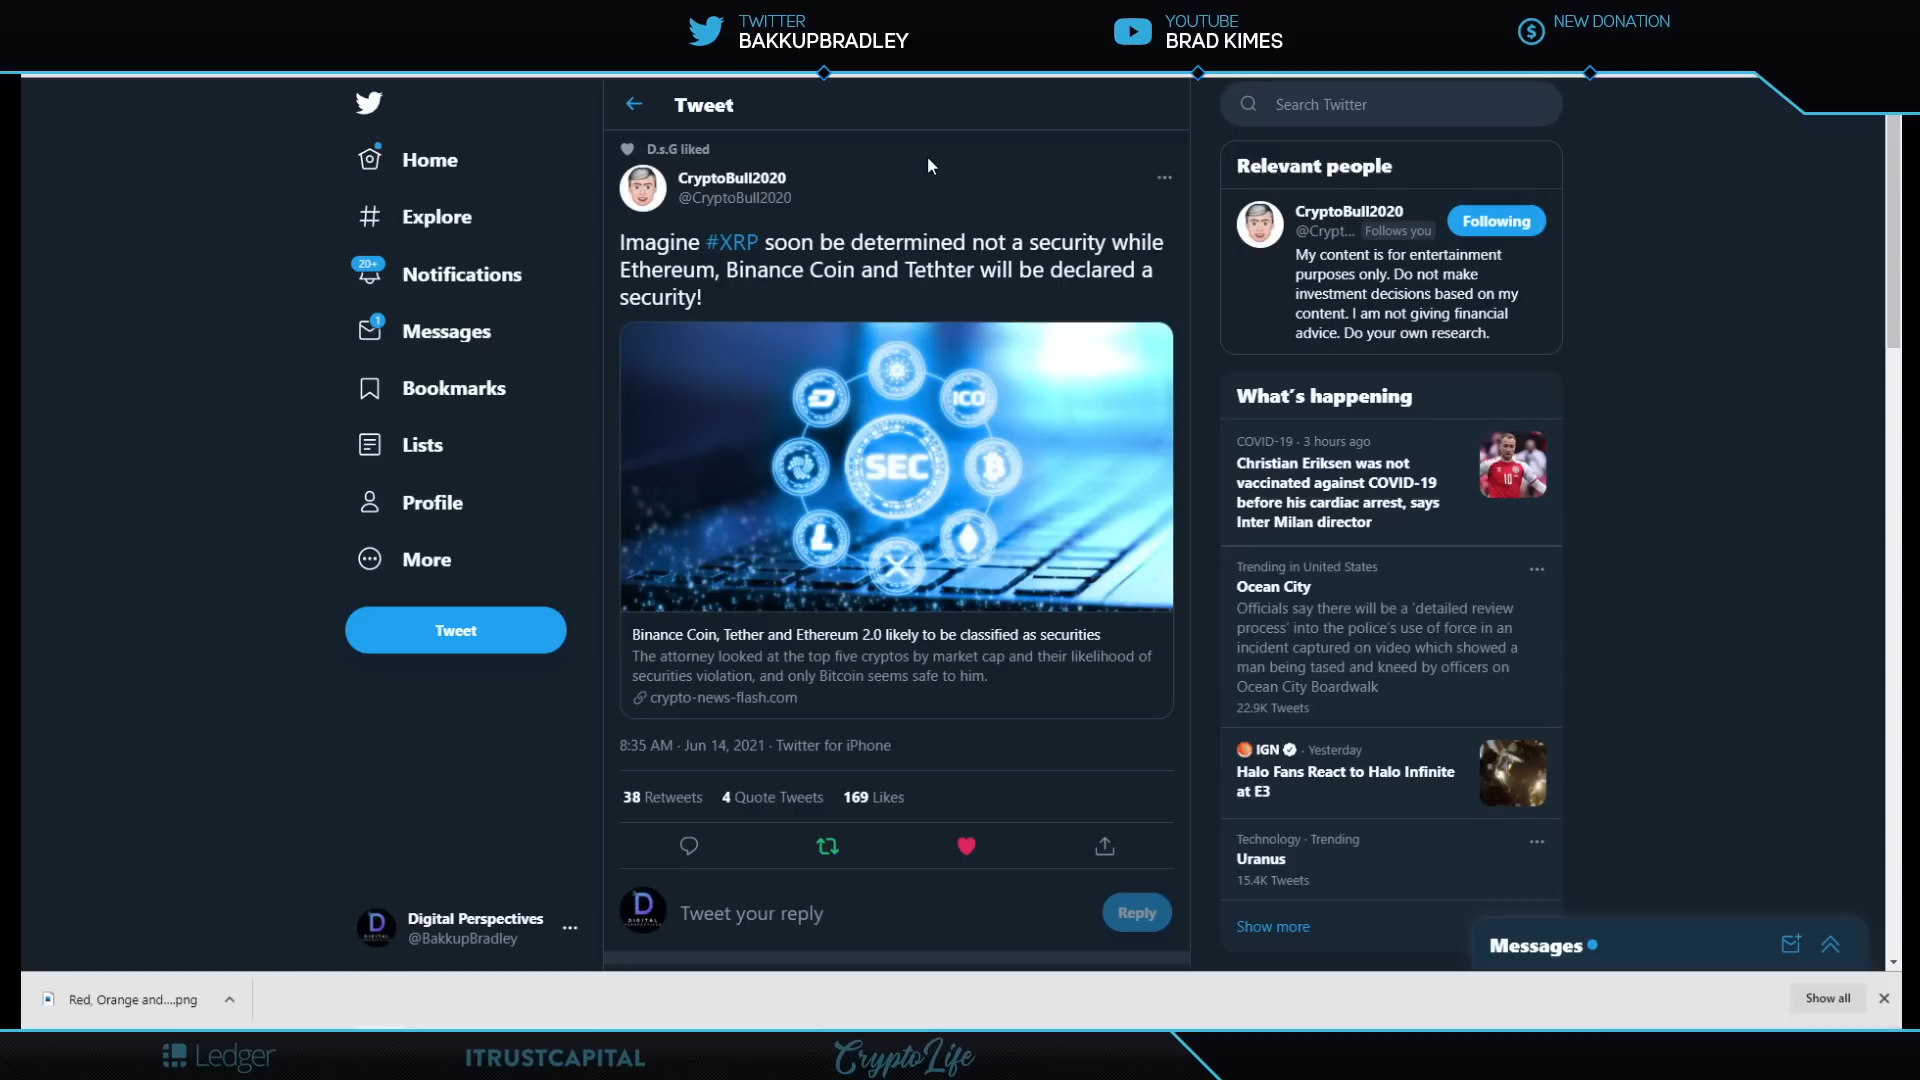 TWITTER
BAKKUPBRADLEY
YOUTUBE
BRAD KIMES
NEW DONATION
Home
Explore
20+
Notifications
1
Messages
Bookmarks
Lists
Profile
More
Tweet
Digital Perspectives
@BakkupBradley
Tweet
D.s.G liked
CryptoBull2020
@CryptoBull2020
Imagine #XRP soon be determined not a security while
Ethereum, Binance Coin and Tethter will be declared a
security!
ICO
SEC
Binance Coin, Tether and Ethereum 2.0 likely to be classified as securities
The attorney looked at the top five cryptos by market cap and their likelihood of
securities violation, and only Bitcoin seems safe to him.
crypto-news-flash.com
8:35 AM · Jun 14, 2021 · Twitter for iPhone
38 Retweets 4 Quote Tweets 169 Likes
D
DIGITAL
Tweet your reply
Reply
Search Twitter
Relevant people
CryptoBull2020
@Crypt... Follows you
Following
My content is for entertainment
purposes only. Do not make
investment decisions based on my
content. I am not giving financial
advice. Do your own research.
What's happening
COVID-19 · 3 hours ago
Christian Eriksen was not
vaccinated against COVID-19
before his cardiac arrest, says
Inter Milan director
10
Trending in United States
Ocean City
Officials say there will be a 'detailed review
process' into the police's use of force in an
incident captured on video which showed a
man being tased and kneed by officers on
Ocean City Boardwalk
22.9K Tweets
IGN · Yesterday
Halo Fans React to Halo Infinite
at E3
Technology · Trending
Uranus
15.4K Tweets
Show more
Messages
Red, Orange and....png
Show all
Ledger
ITRUSTCAPITAL
CryptoLife